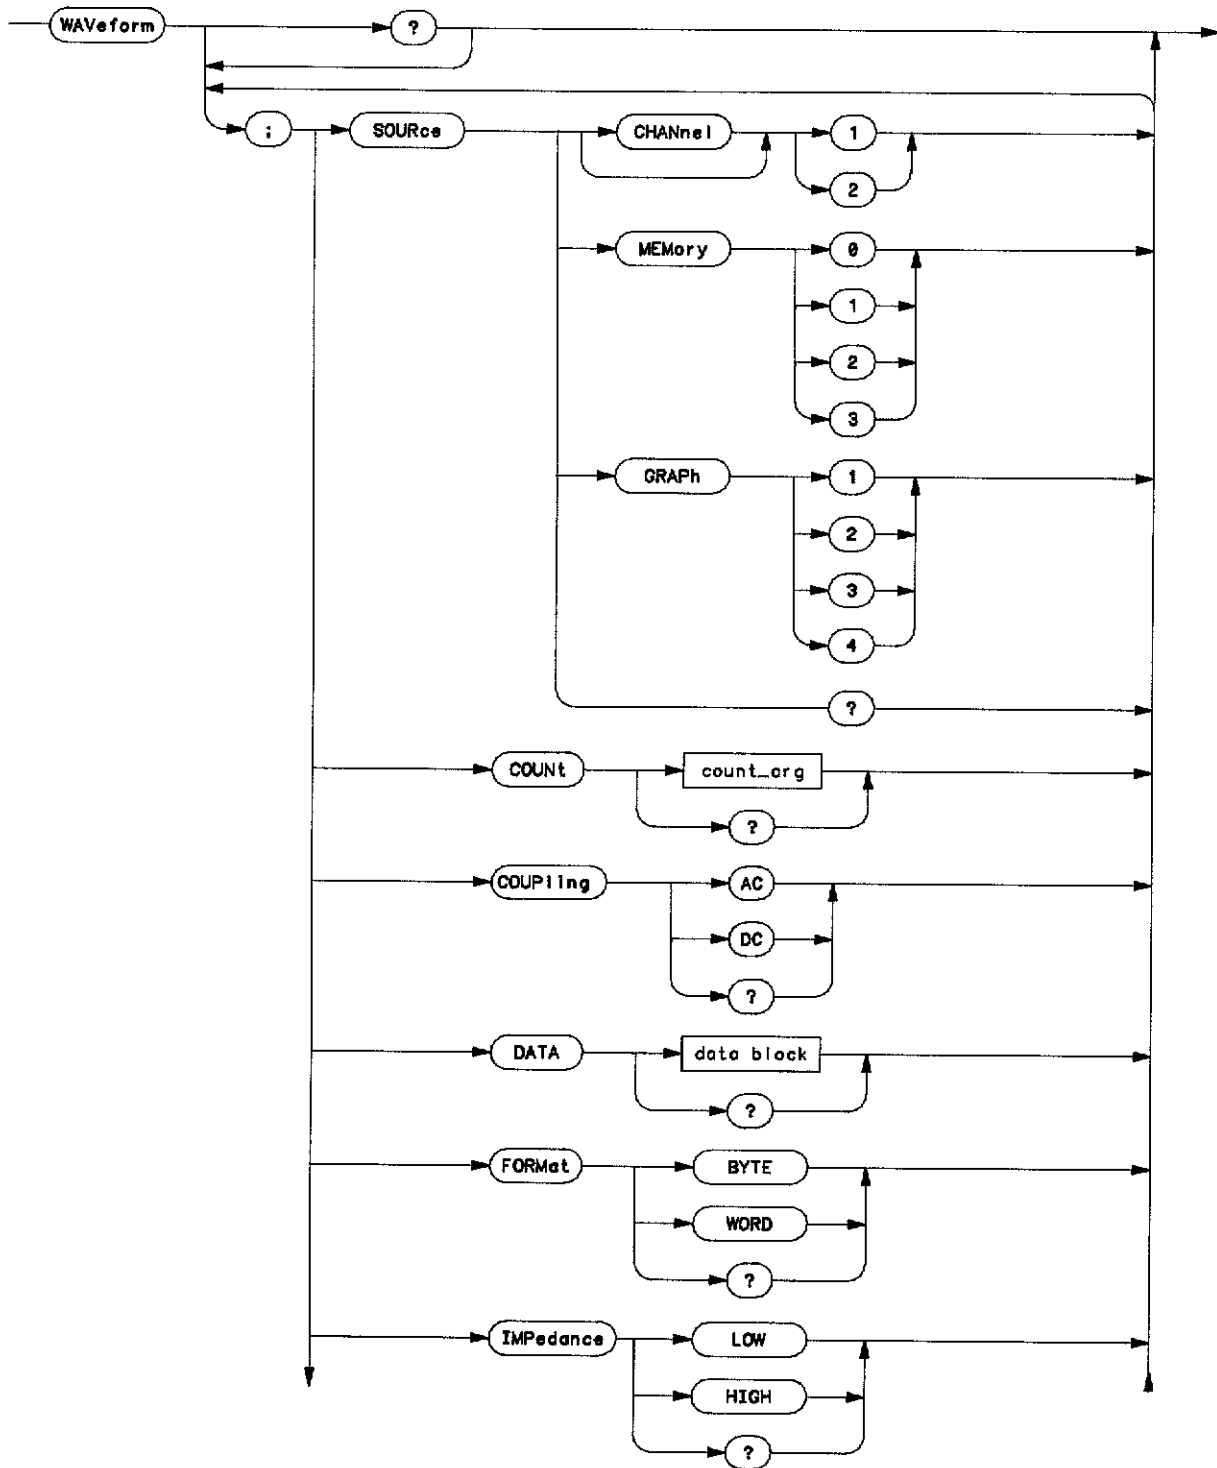 WAVeform ?
; SOURce CHANnel 1
2
MEMory 0
1
2
3
GRAPh 1
2
3
4
?
COUNt count_arg
?
COUPling AC
DC
?
DATA data block
?
FORMat BYTE
WORD
?
IMPedance LOW
HIGH
?